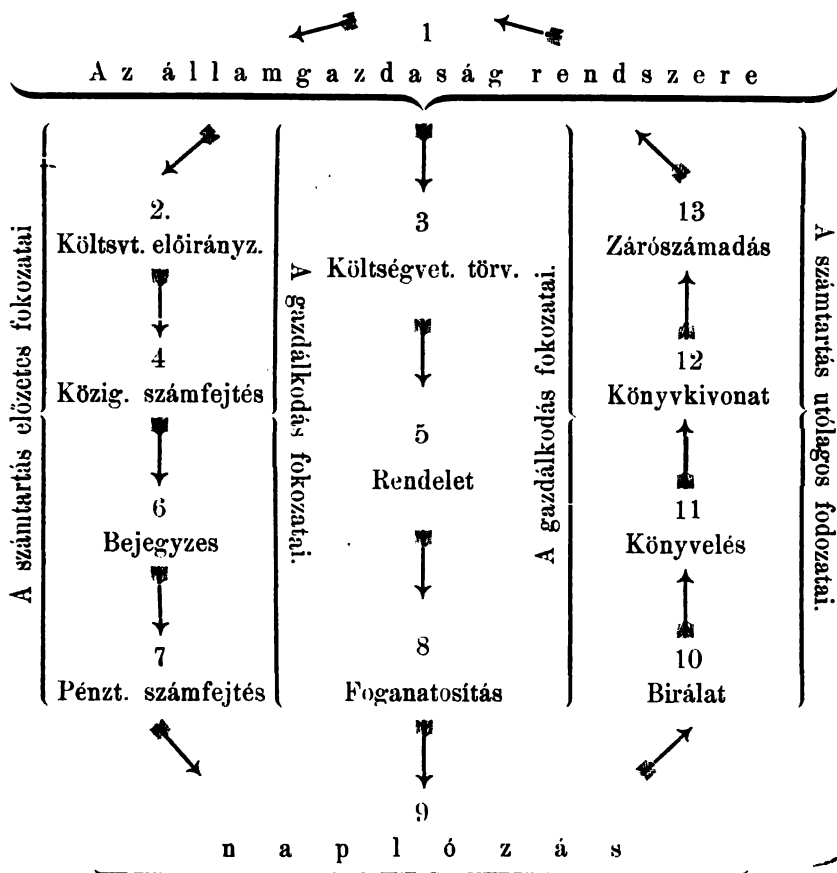 1
Az államgazdaság rendszere
A számtartás előzetes fokozatai
2.
Költsvt. előirányz.
4
Közig. számfejtés
6
Bejegyzes
7
Pénzt. számfejtés
A gazdálkodás fokozatai.
3
Költségvet. törv.
5
Rendelet
8
Foganatosítás
A gazdálkodás fokozatai.
13
Zárószámadás
12
Könyvkivonat
11
Könyvelés
10
Birálat
A számtartás utólagos fodozatai.
9
naplózás